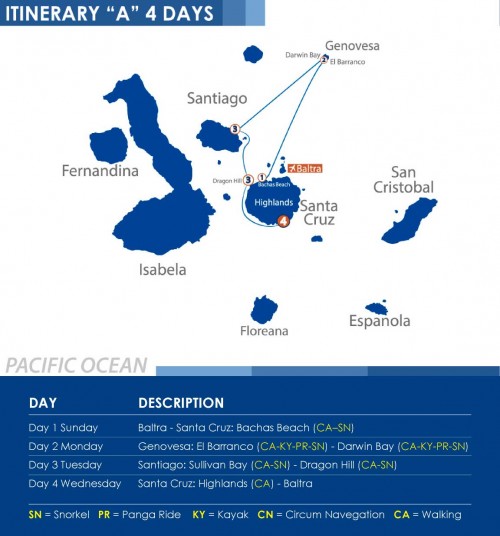 ITINERARY "A" 4 DAYS
Genovesa
Darwin Bay
2
El Barranco
Santiago
3
Baltra
Fernandina
Dragon Hill
3
1
Bachas Beach
San
Cristobal
Highlands
Santa
Cruz
4
Isabela
Floreana
Espanola
PACIFIC OCEAN
DAY DESCRIPTION
Day 1 Sunday Baltra - Santa Cruz: Bachas Beach (CA–SN)
Day 2 Monday Genovesa: El Barranco (CA-KY-PR-SN) - Darwin Bay (CA-KY-PR-SN)
Day 3 Tuesday Santiago: Sullivan Bay (CA-SN) - Dragon Hill (CA-SN)
Day 4 Wednesday Santa Cruz: Highlands (CA) - Baltra
SN = Snorkel PR = Panga Ride KY = Kayak CN = Circum Navegation CA = Walking